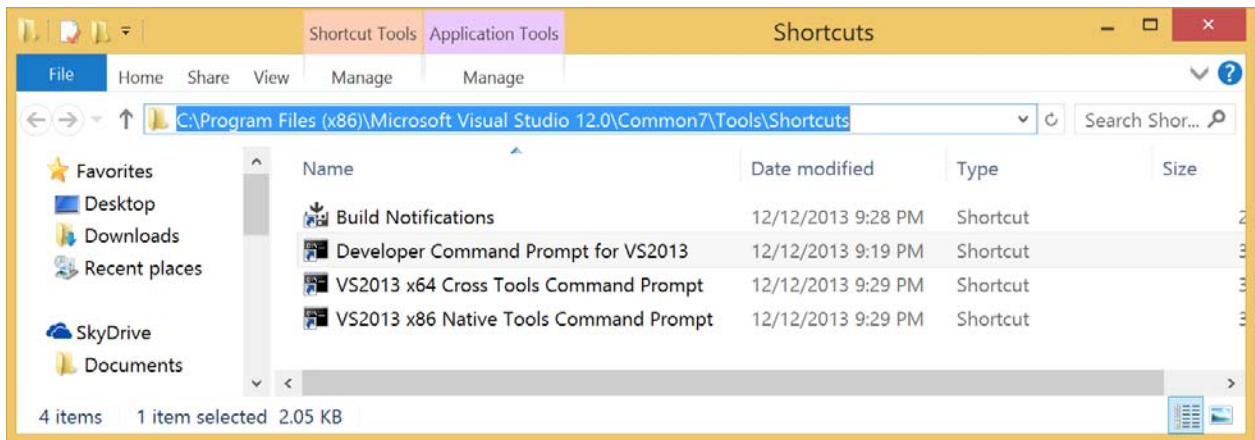 Shortcut Tools Application Tools Shortcuts
File Home Share View Manage Manage
C:\Program Files (x86)\Microsoft Visual Studio 12.0\Common7\Tools\Shortcuts Search Shor...
Favorites
Desktop
Downloads
Recent places
SkyDrive
Documents
Name Date modified Type Size
Build Notifications 12/12/2013 9:28 PM Shortcut
Developer Command Prompt for VS2013 12/12/2013 9:19 PM Shortcut
VS2013 x64 Cross Tools Command Prompt 12/12/2013 9:29 PM Shortcut
VS2013 x86 Native Tools Command Prompt 12/12/2013 9:29 PM Shortcut
4 items 1 item selected 2.05 KB